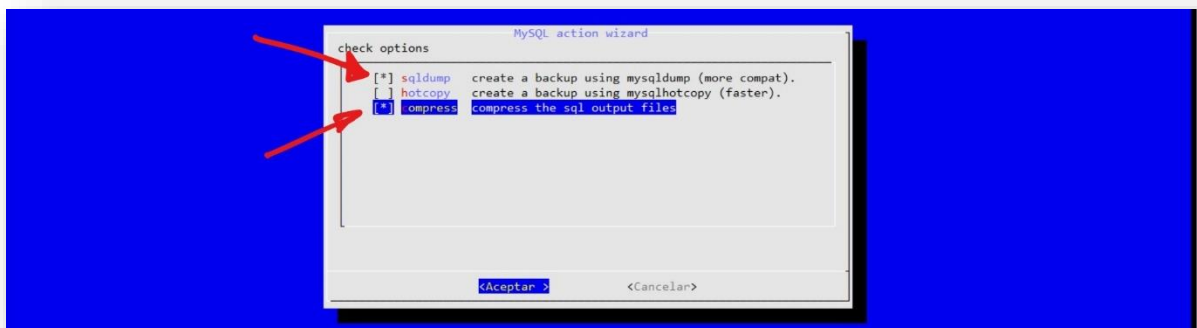 MySQL action wizard
check options
[*] sqldump create a backup using mysqldump (more compat).
[ ] hotcopy create a backup using mysqlhotcopy (faster).
[*] compress compress the sql output files
<Aceptar > <Cancelar>